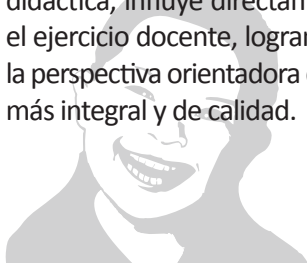 didáctica, influye directam
el ejercicio docente, logran
la perspectiva orientadora
más integral y de calidad.